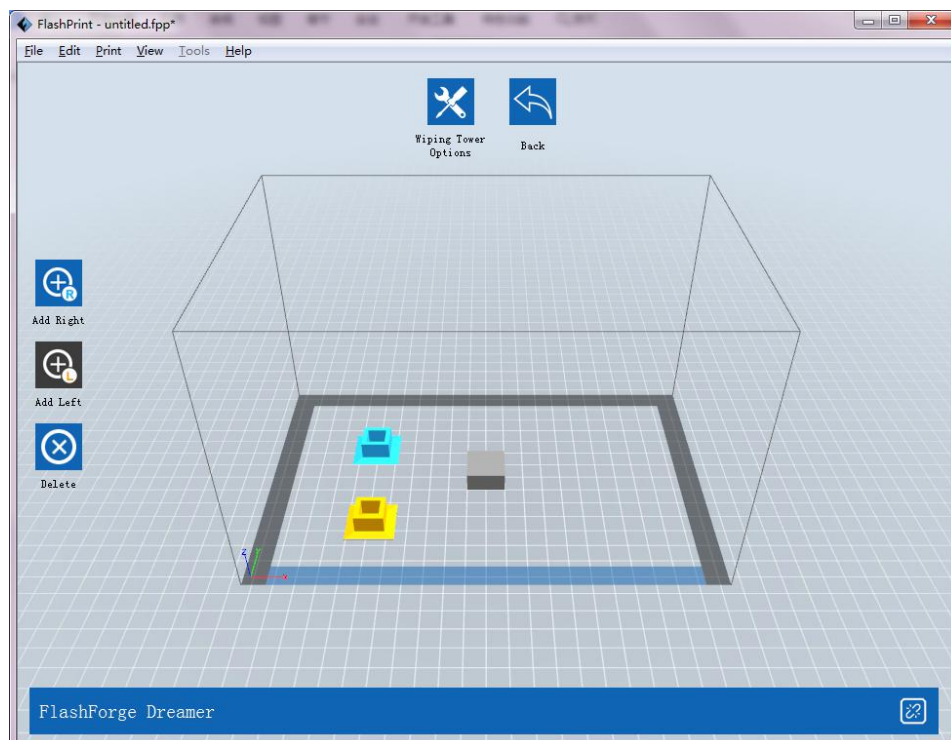 FlashPrint - untitled.fpp*
File Edit Print View Tools Help
Wiping Tower
Options
Back
R
Add Right
L
Add Left
Delete
Z
Y
X
FlashForge Dreamer